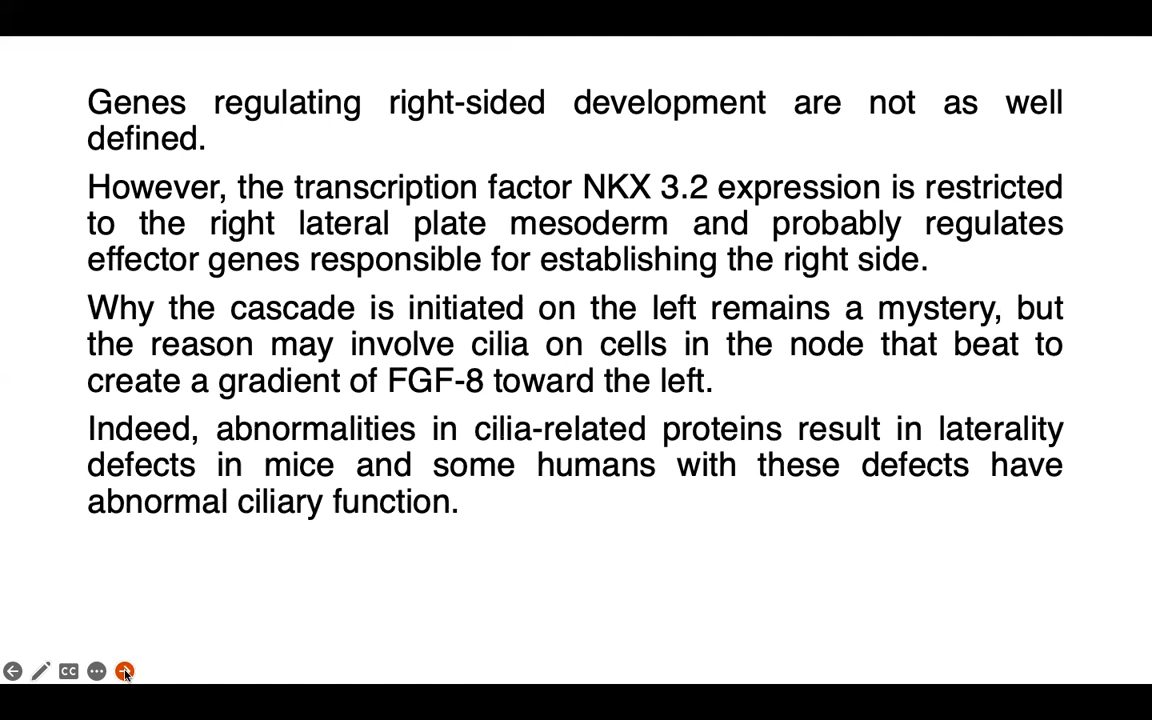 Genes regulating right-sided development are not as well
defined.
However, the transcription factor NKX 3.2 expression is restricted
to the right lateral plate mesoderm and probably regulates
effector genes responsible for establishing the right side.
Why the cascade is initiated on the left remains a mystery, but
the reason may involve cilia on cells in the node that beat to
create a gradient of FGF-8 toward the left.
Indeed, abnormalities in cilia-related proteins result in laterality
defects in mice and some humans with these defects have
abnormal ciliary function.
CC